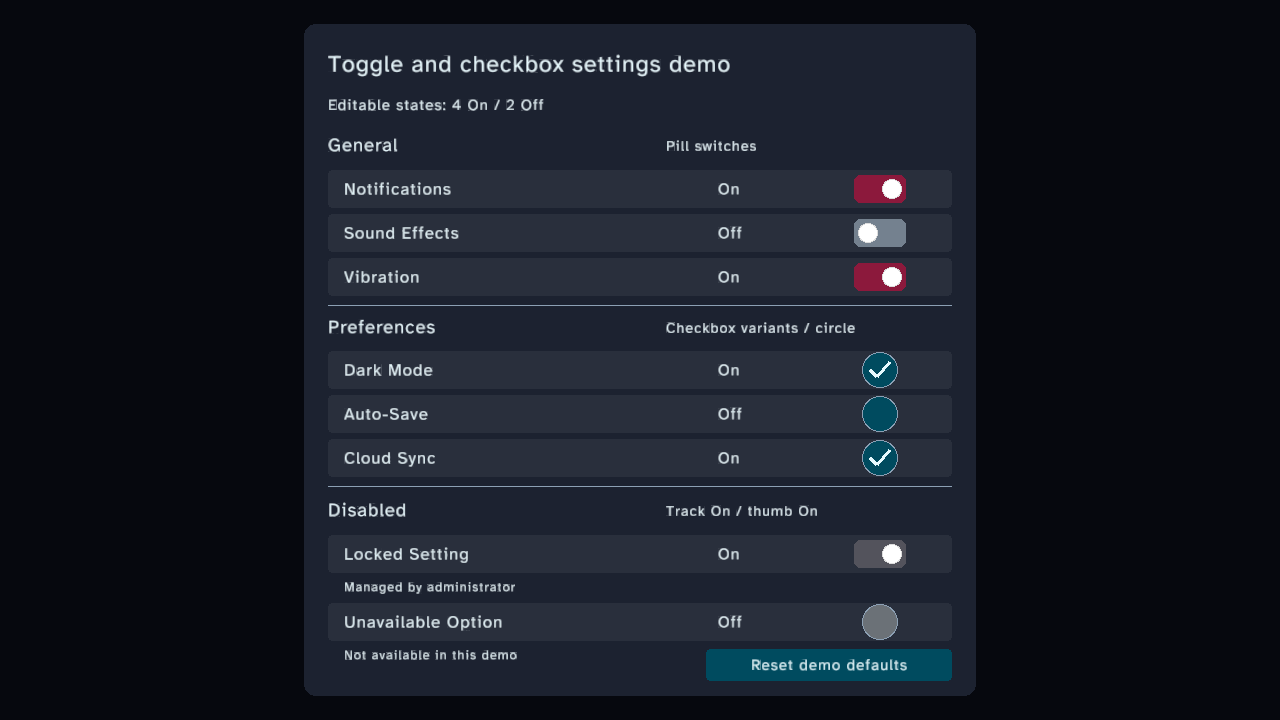 Toggle and checkbox settings demo
Editable states: 4 On / 2 Off
General Pill switches
Notifications On
Sound Effects Off
Vibration On
Preferences Checkbox variants / circle
Dark Mode On
Auto-Save Off
Cloud Sync On
Disabled Track On / thumb On
Locked Setting On
Managed by administrator
Unavailable Option Off
Not available in this demo
Reset demo defaults